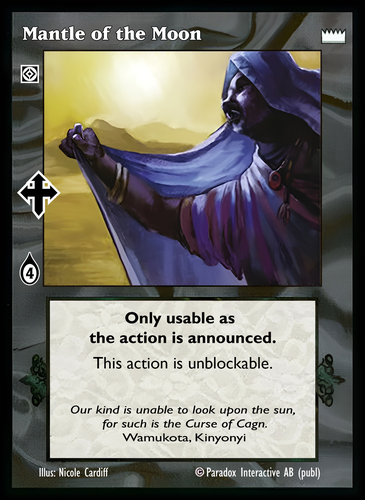 Mantle of the Moon
4
Only usable as
the action is announced.
This action is unblockable.
Our kind is unable to look upon the sun,
for such is the Curse of Cagn.
Wamukota, Kinyonyi
Illus: Nicole Cardiff © Paradox Interactive AB (publ)